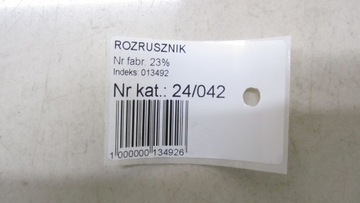 ROZRUSZNIK
Nr fabr. 23%
Indeks: 013492
Nr kat.: 24/042
1 000000 134926